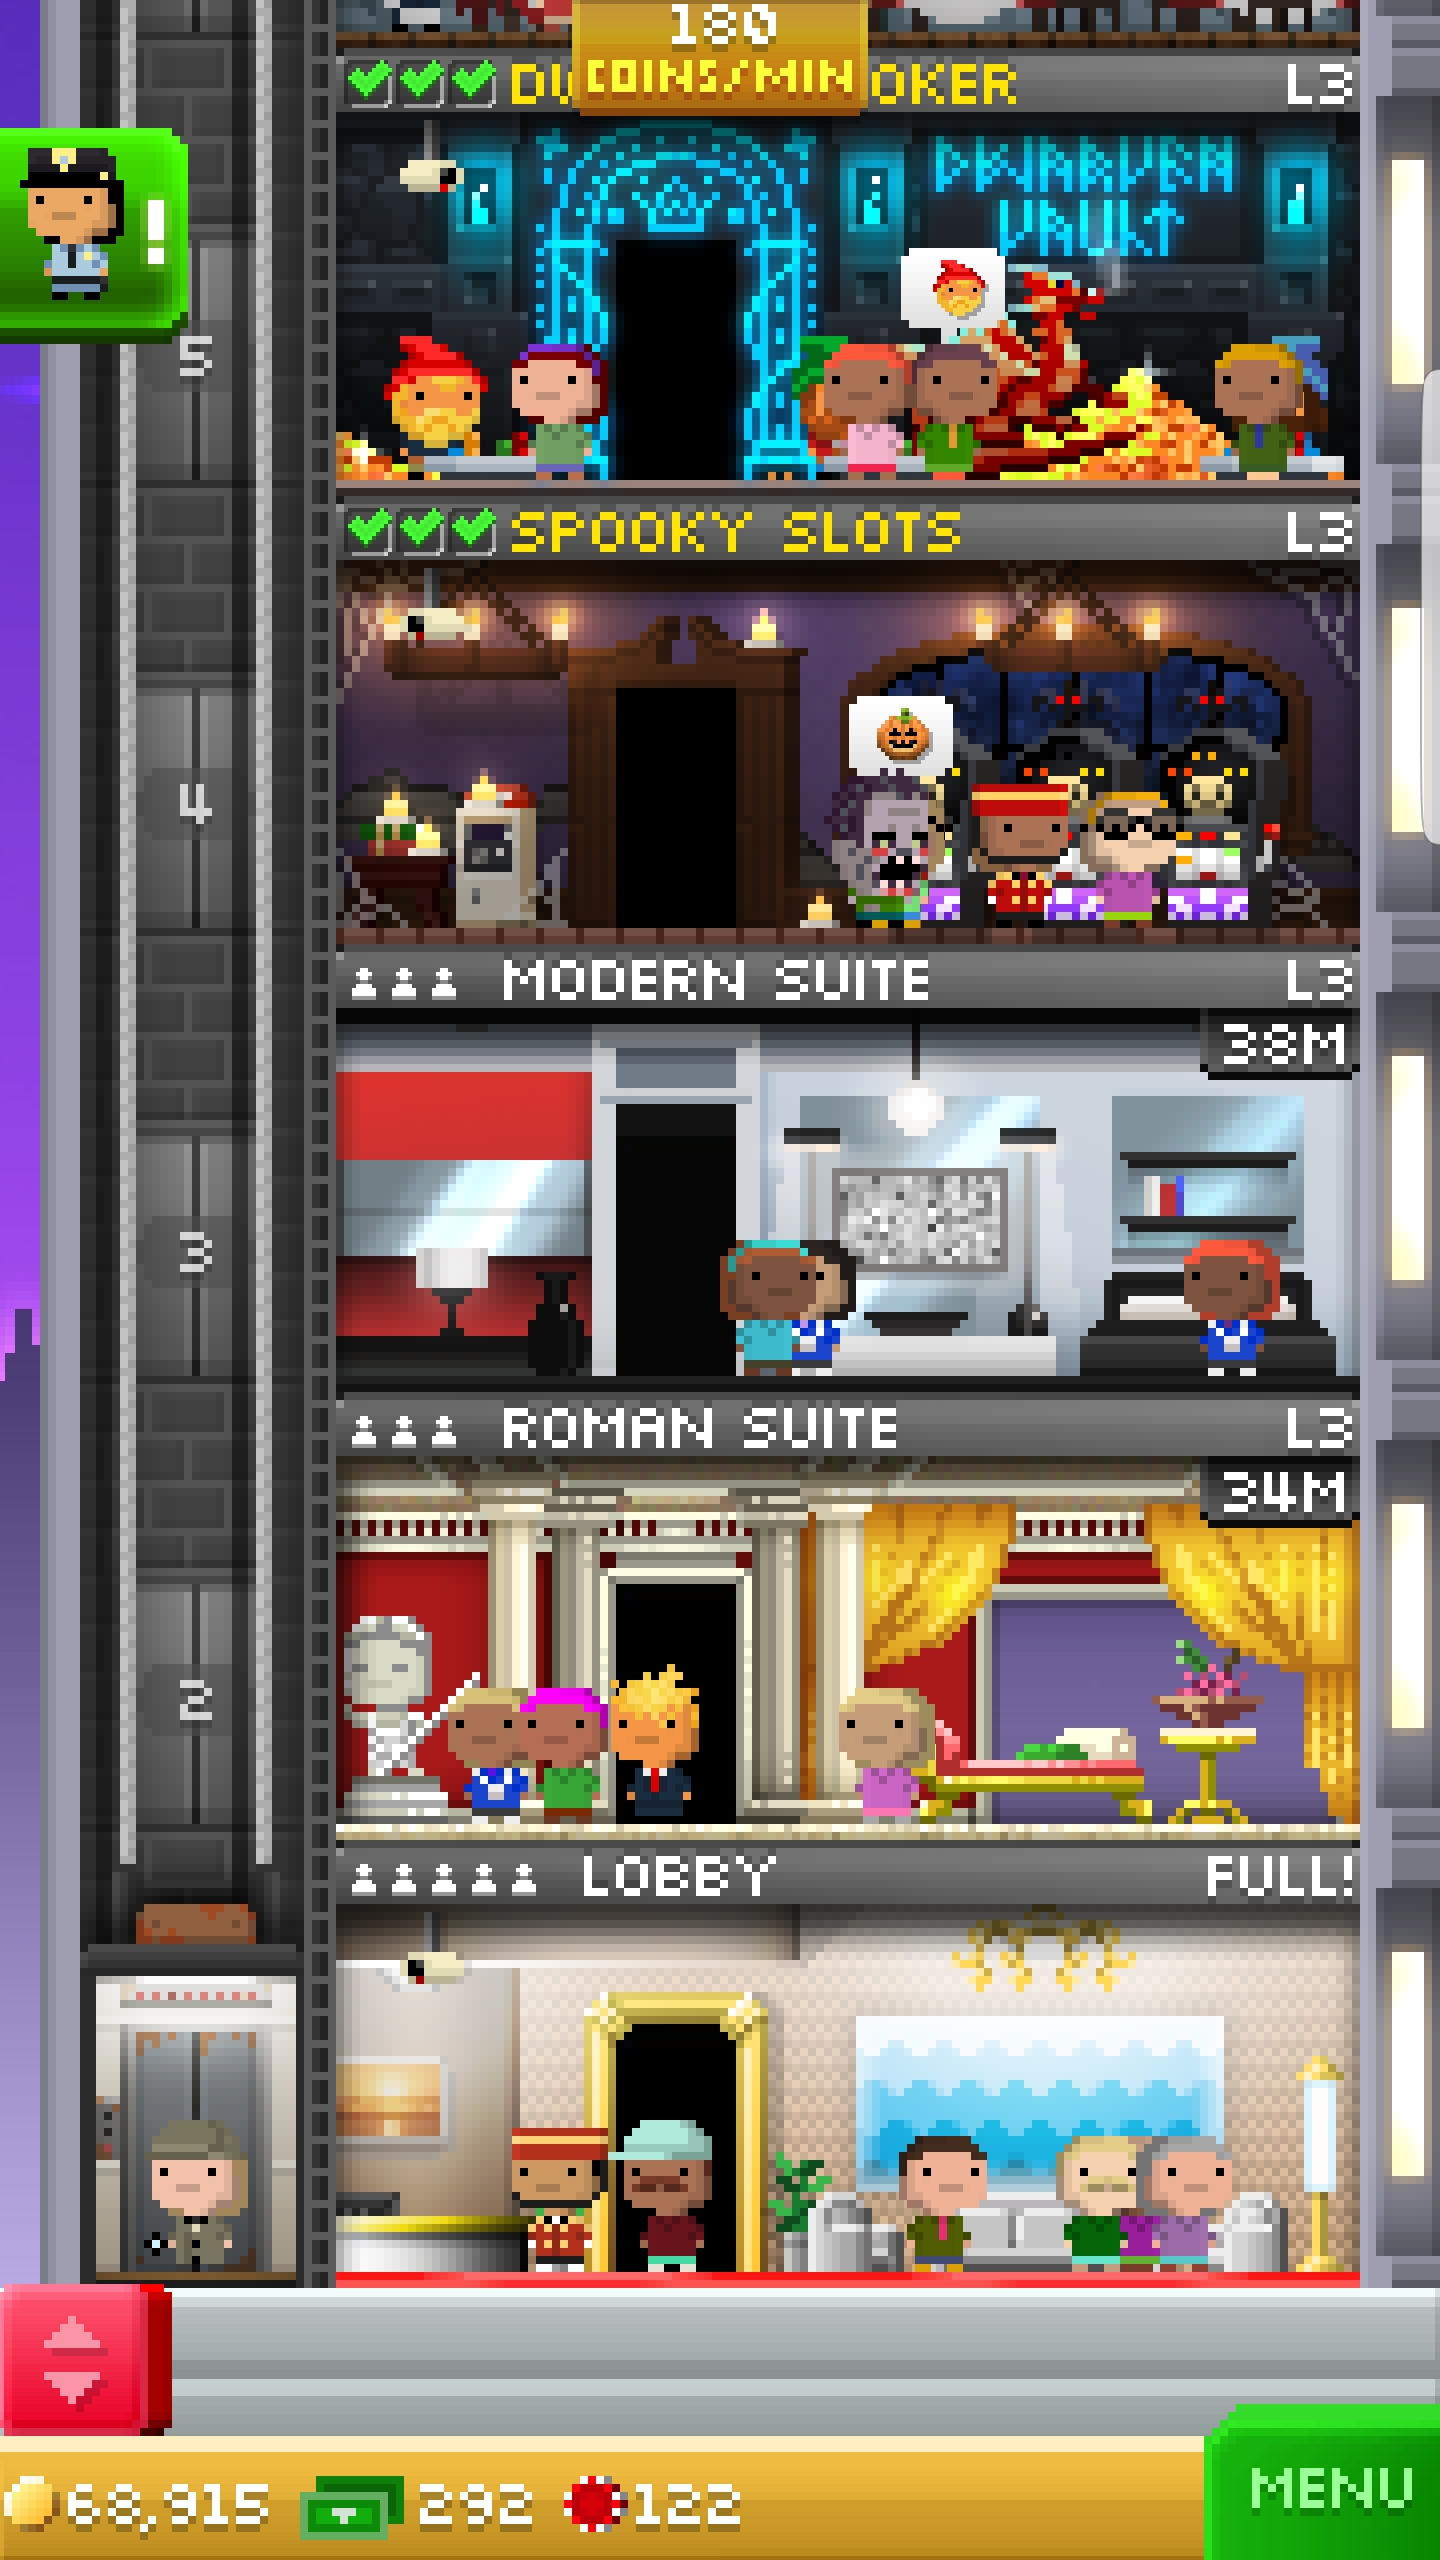 180
COINS/MIN
DU OKER L3
DWARVEN
VAULT
!
5
SPOOKY SLOTS L3
4
MODERN SUITE L3
38M
3
ROMAN SUITE L3
34M
2
LOBBY FULL!
68,915 292 122
MENU